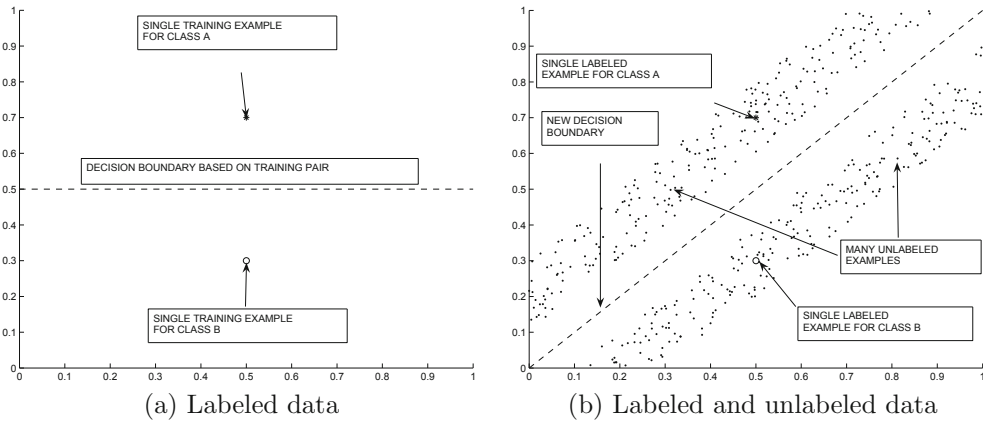 SINGLE TRAINING EXAMPLE
FOR CLASS A
DECISION BOUNDARY BASED ON TRAINING PAIR
SINGLE TRAINING EXAMPLE
FOR CLASS B
1
0.9
0.8
0.7
0.6
0.5
0.4
0.3
0.2
0.1
0
0 0.1 0.2 0.3 0.4 0.5 0.6 0.7 0.8 0.9 1
(a) Labeled data
SINGLE LABELED
EXAMPLE FOR CLASS A
NEW DECISION
BOUNDARY
MANY UNLABELED
EXAMPLES
SINGLE LABELED
EXAMPLE FOR CLASS B
1
0.9
0.8
0.7
0.6
0.5
0.4
0.3
0.2
0.1
0
0 0.1 0.2 0.3 0.4 0.5 0.6 0.7 0.8 0.9 1
(b) Labeled and unlabeled data